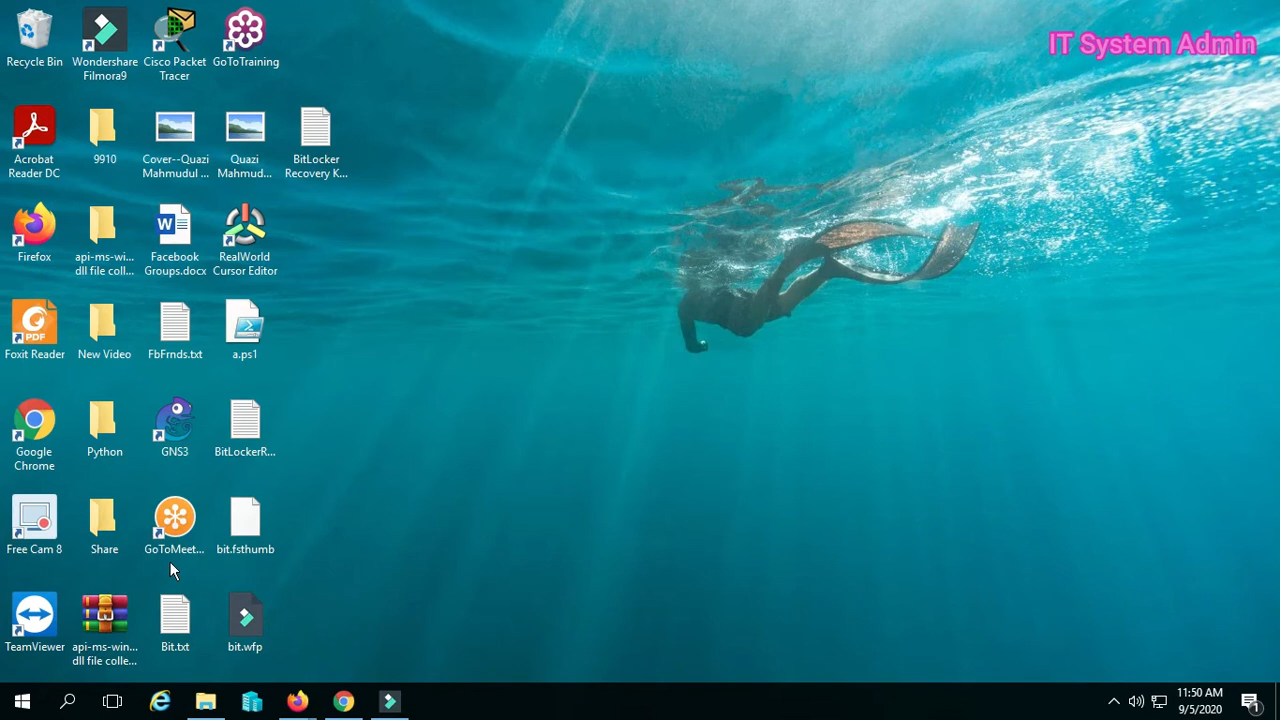 IT System Admin
Recycle Bin
Wondershare
Filmora9
Cisco Packet
Tracer
GoToTraining
Acrobat
Reader DC
9910
Cover--Quazi
Mahmudul ...
Quazi
Mahmud...
BitLocker
Recovery K...
Firefox
api-ms-wi...
dll file coll...
Facebook
Groups.docx
RealWorld
Cursor Editor
Foxit Reader
New Video
FbFrnds.txt
a.ps1
Google
Chrome
Python
GNS3
BitLockerR...
Free Cam 8
Share
GoToMeet...
bit.fsthumb
TeamViewer
api-ms-win...
dll file colle...
Bit.txt
bit.wfp
11:50 AM
9/5/2020
1